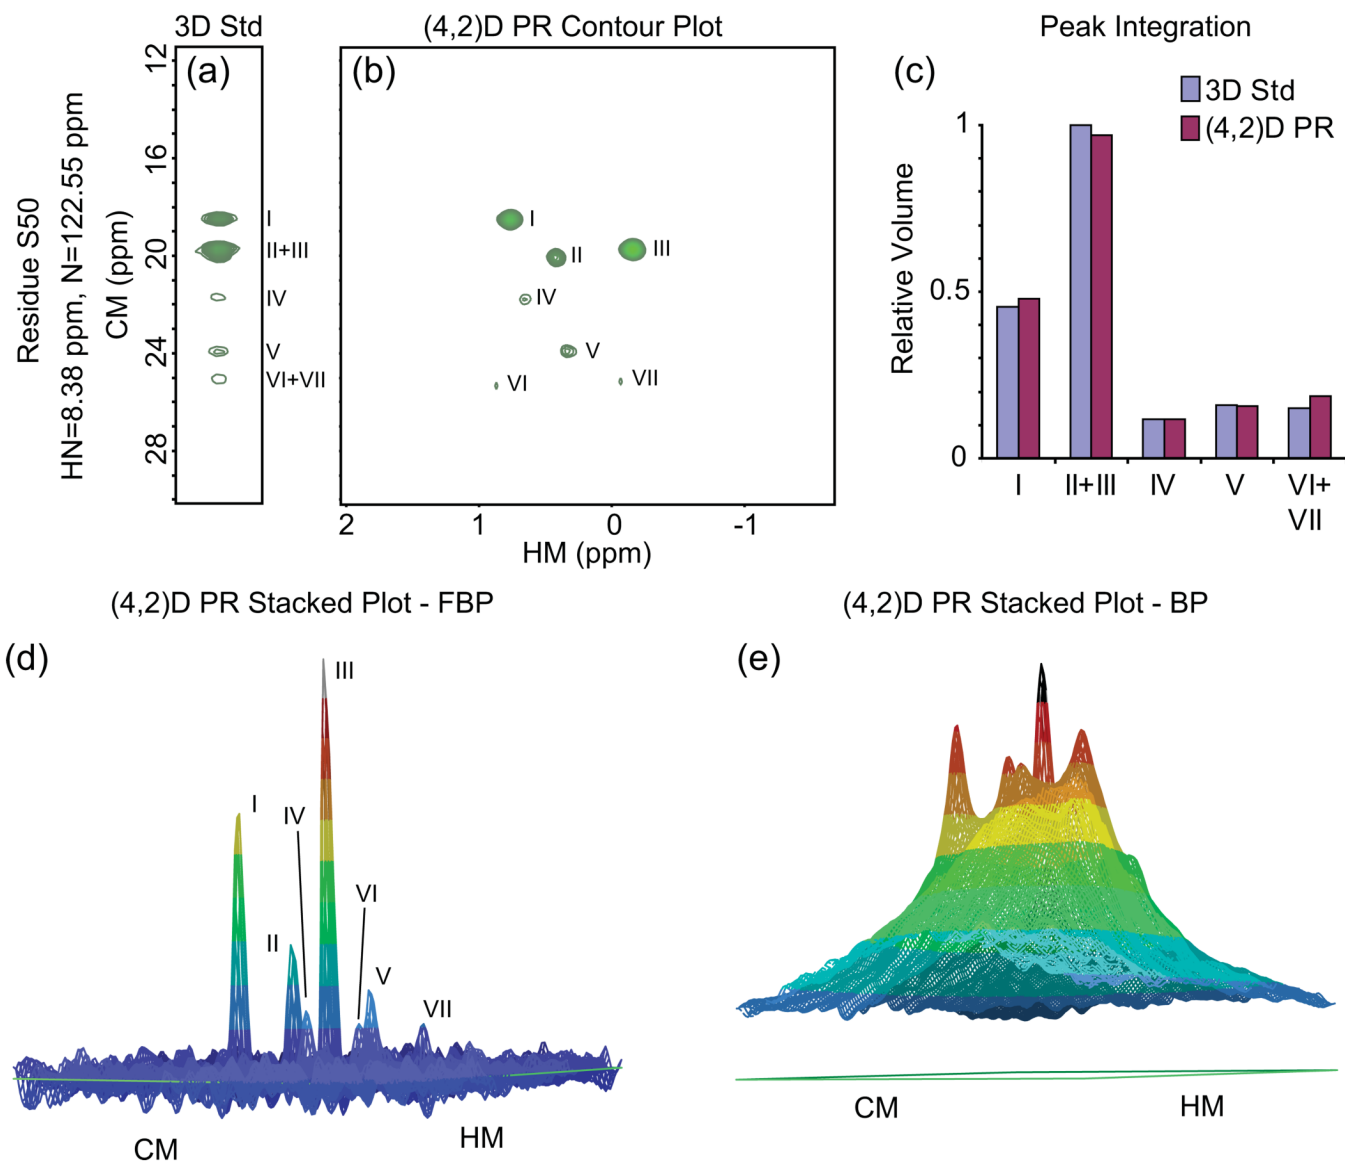 3D Std
(4,2)D PR Contour Plot
Peak Integration
(a)
(b)
(c)
Residue S50
HN=8.38 ppm, N=122.55 ppm
CM (ppm)
12
16
20
24
28
I
II+III
IV
V
VI+VII
I
II
III
IV
V
VI
VII
2
1
0
-1
HM (ppm)
3D Std
(4,2)D PR
Relative Volume
1
0.5
0
I
II+III
IV
V
VI+
VII
(4,2)D PR Stacked Plot - FBP
(4,2)D PR Stacked Plot - BP
(d)
(e)
III
I
IV
VI
II
V
VII
CM
HM
CM
HM